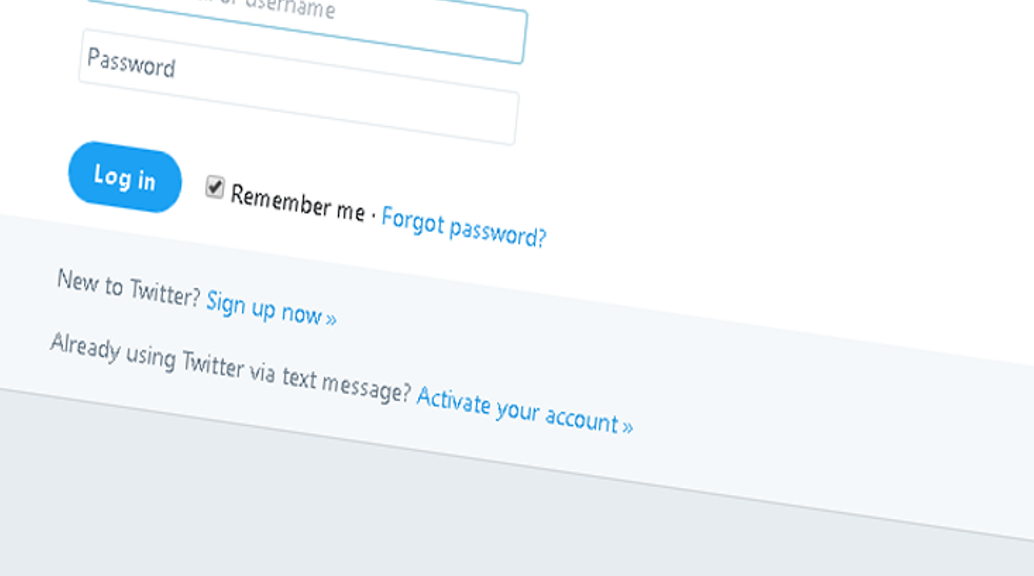 or username
Password
Log in
Remember me · Forgot password?
New to Twitter? Sign up now »
Already using Twitter via text message? Activate your account »